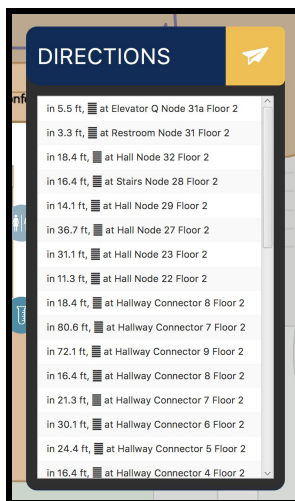 DIRECTIONS
in 5.5 ft, at Elevator Q Node 31a Floor 2
in 3.3 ft, at Restroom Node 31 Floor 2
in 18.4 ft, at Hall Node 32 Floor 2
in 16.4 ft, at Stairs Node 28 Floor 2
in 14.1 ft, at Hall Node 29 Floor 2
in 36.7 ft, at Hall Node 27 Floor 2
in 31.1 ft, at Hall Node 23 Floor 2
in 11.3 ft, at Hall Node 22 Floor 2
in 18.4 ft, at Hallway Connector 8 Floor 2
in 80.6 ft, at Hallway Connector 7 Floor 2
in 72.1 ft, at Hallway Connector 9 Floor 2
in 16.4 ft, at Hallway Connector 8 Floor 2
in 21.3 ft, at Hallway Connector 7 Floor 2
in 30.1 ft, at Hallway Connector 6 Floor 2
in 24.4 ft, at Hallway Connector 5 Floor 2
in 16.4 ft, at Hallway Connector 4 Floor 2